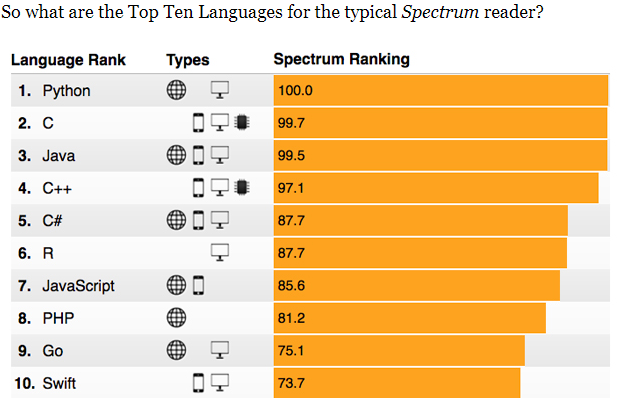 So what are the Top Ten Languages for the typical Spectrum reader?
Language Rank Types Spectrum Ranking
1. Python 100.0
2. C 99.7
3. Java 99.5
4. C++ 97.1
5. C# 87.7
6. R 87.7
7. JavaScript 85.6
8. PHP 81.2
9. Go 75.1
10. Swift 73.7